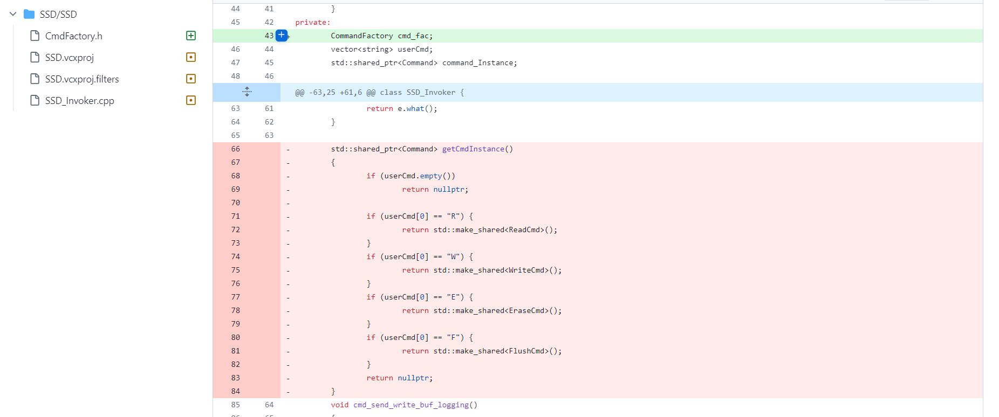 SSD/SSD
CmdFactory.h
SSD.vcxproj
SSD.vcxproj.filters
SSD_Invoker.cpp
44 41 }
45 42 private:
43 + CommandFactory cmd_fac;
46 44 vector<string> userCmd;
47 45 std::shared_ptr<Command> command_Instance;
48 46
@@ -63,25 +61,6 @@ class SSD_Invoker {
63 61 return e.what();
64 62 }
65 63
66 - std::shared_ptr<Command> getCmdInstance()
67 - {
68 - if (userCmd.empty())
69 - return nullptr;
70 -
71 - if (userCmd[0] == "R") {
72 - return std::make_shared<ReadCmd>();
73 - }
74 - if (userCmd[0] == "W") {
75 - return std::make_shared<WriteCmd>();
76 - }
77 - if (userCmd[0] == "E") {
78 - return std::make_shared<EraseCmd>();
79 - }
80 - if (userCmd[0] == "F") {
81 - return std::make_shared<FlushCmd>();
82 - }
83 - return nullptr;
84 - }
85 64 void cmd_send_write_buf_logging()